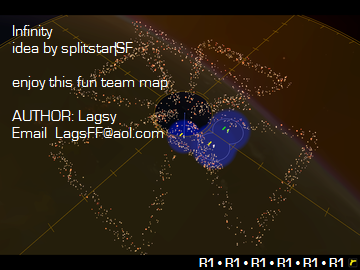 Infinity
idea by splitstar|SF
enjoy this fun team map
AUTHOR: Lagsy
Email  LagsFF@aol.com
R1 • R1 • R1 • R1 • R1 • R1 r